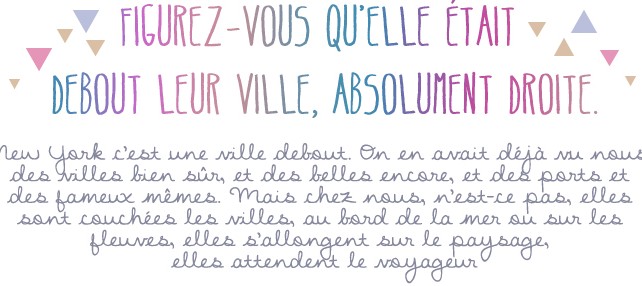 FIGUREZ-VOUS QU'ELLE ÉTAIT
DEBOUT LEUR VILLE, ABSOLUMENT DROITE.
New York c'est une ville debout. On en avait déjà vu nous
des villes bien sûr, et des belles encore, et des ports et
des fameux mêmes. Mais chez nous, n'est-ce pas, elles
sont couchées les villes, au bord de la mer ou sur les
fleuves, elles s'allongent sur le paysage,
elles attendent le voyageur